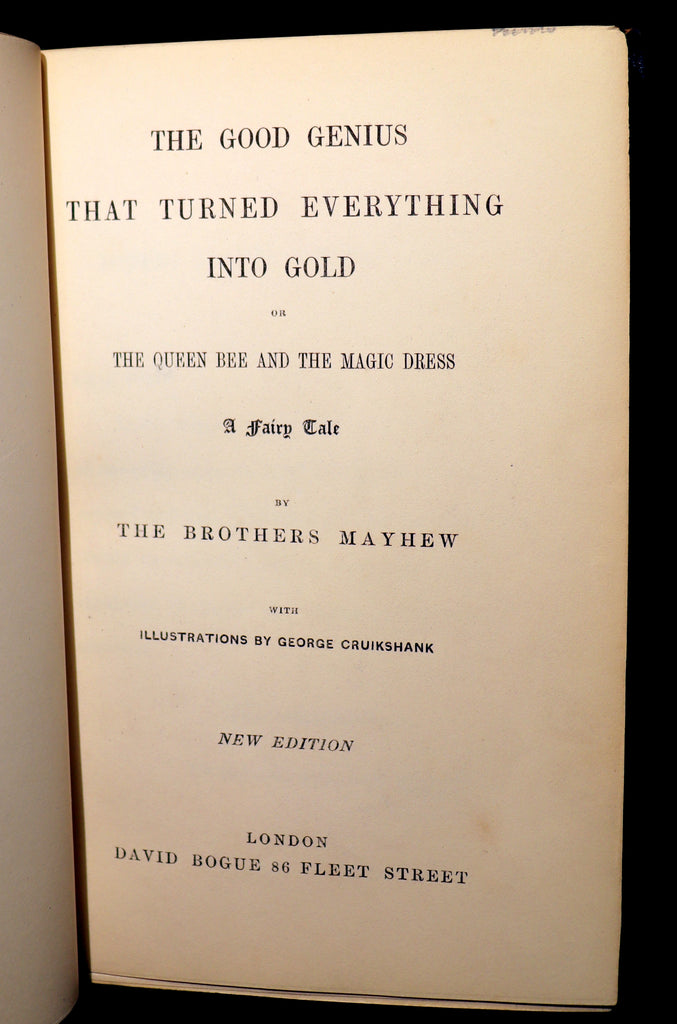 THE GOOD GENIUS
THAT TURNED EVERYTHING
INTO GOLD
OR
THE QUEEN BEE AND THE MAGIC DRESS
A Fairy Tale
BY
THE BROTHERS MAYHEW
WITH
ILLUSTRATIONS BY GEORGE CRUIKSHANK
NEW EDITION
LONDON
DAVID BOGUE 86 FLEET STREET